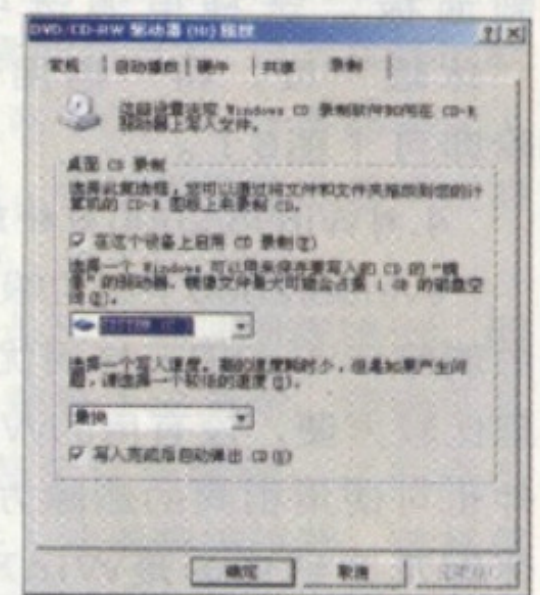 DVD/CD-RW 驱动器 (H:) 属性
常规 自动播放 硬件 共享 录制
这些设置决定 Windows CD 录制软件如何在 CD-R
驱动器上写入文件。
桌面 CD 录制
选择此复选框，您可以通过将文件和文件夹拖放到您的计
算机的 CD-R 图标上来录制 CD。
在这个设备上启用 CD 录制(E)
选择一个 Windows 可以用来保存要写入的 CD 的“镜
像”的驱动器。镜像文件最大可能会占据 1 GB 的磁盘空
间
选择一个写入速度。高的速度耗时少，但是如果产生问
题，请选择一个较低的速度
最快
写入完成后自动弹出 CD
确定 取消